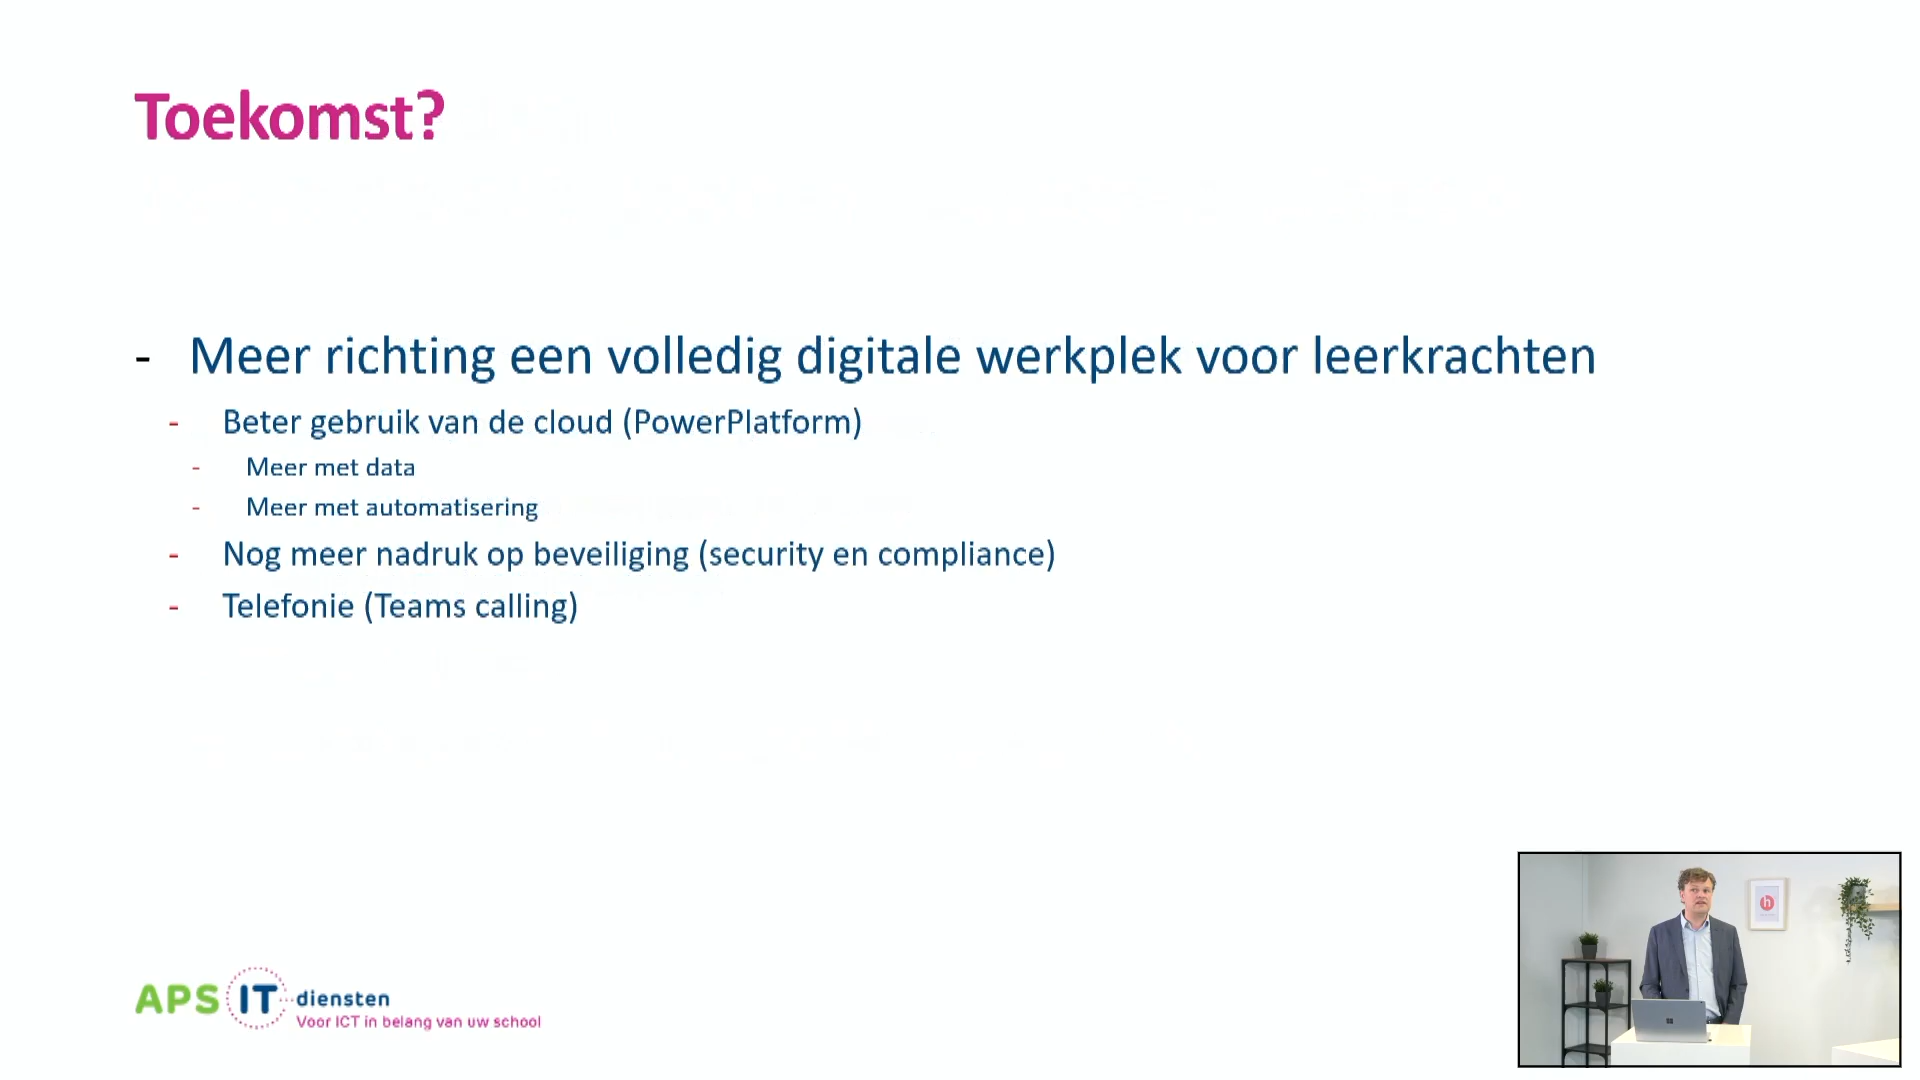 Toekomst?
- Meer richting een volledig digitale werkplek voor leerkrachten
- Beter gebruik van de cloud (PowerPlatform)
- Meer met data
- Meer met automatisering
- Nog meer nadruk op beveiliging (security en compliance)
- Telefonie (Teams calling)
APS IT diensten
Voor ICT in belang van uw school
h